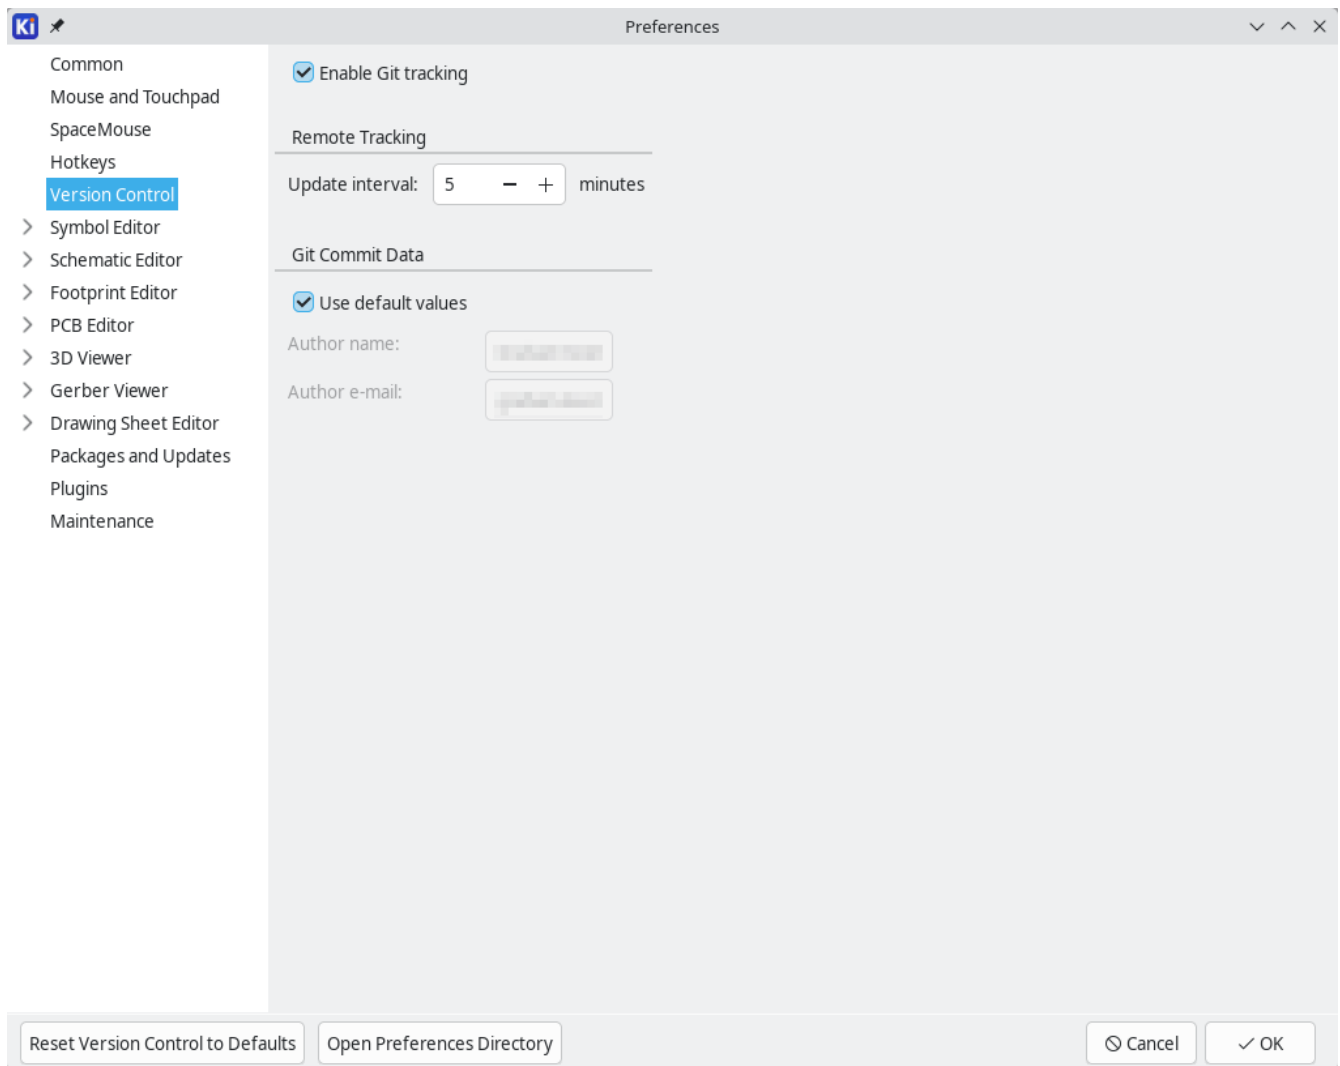 Ki
Preferences
Common
Mouse and Touchpad
SpaceMouse
Hotkeys
Version Control
Symbol Editor
Schematic Editor
Footprint Editor
PCB Editor
3D Viewer
Gerber Viewer
Drawing Sheet Editor
Packages and Updates
Plugins
Maintenance
Enable Git tracking
Remote Tracking
Update interval: 5 minutes
Git Commit Data
Use default values
Author name:
Author e-mail:
Reset Version Control to Defaults
Open Preferences Directory
Cancel
OK